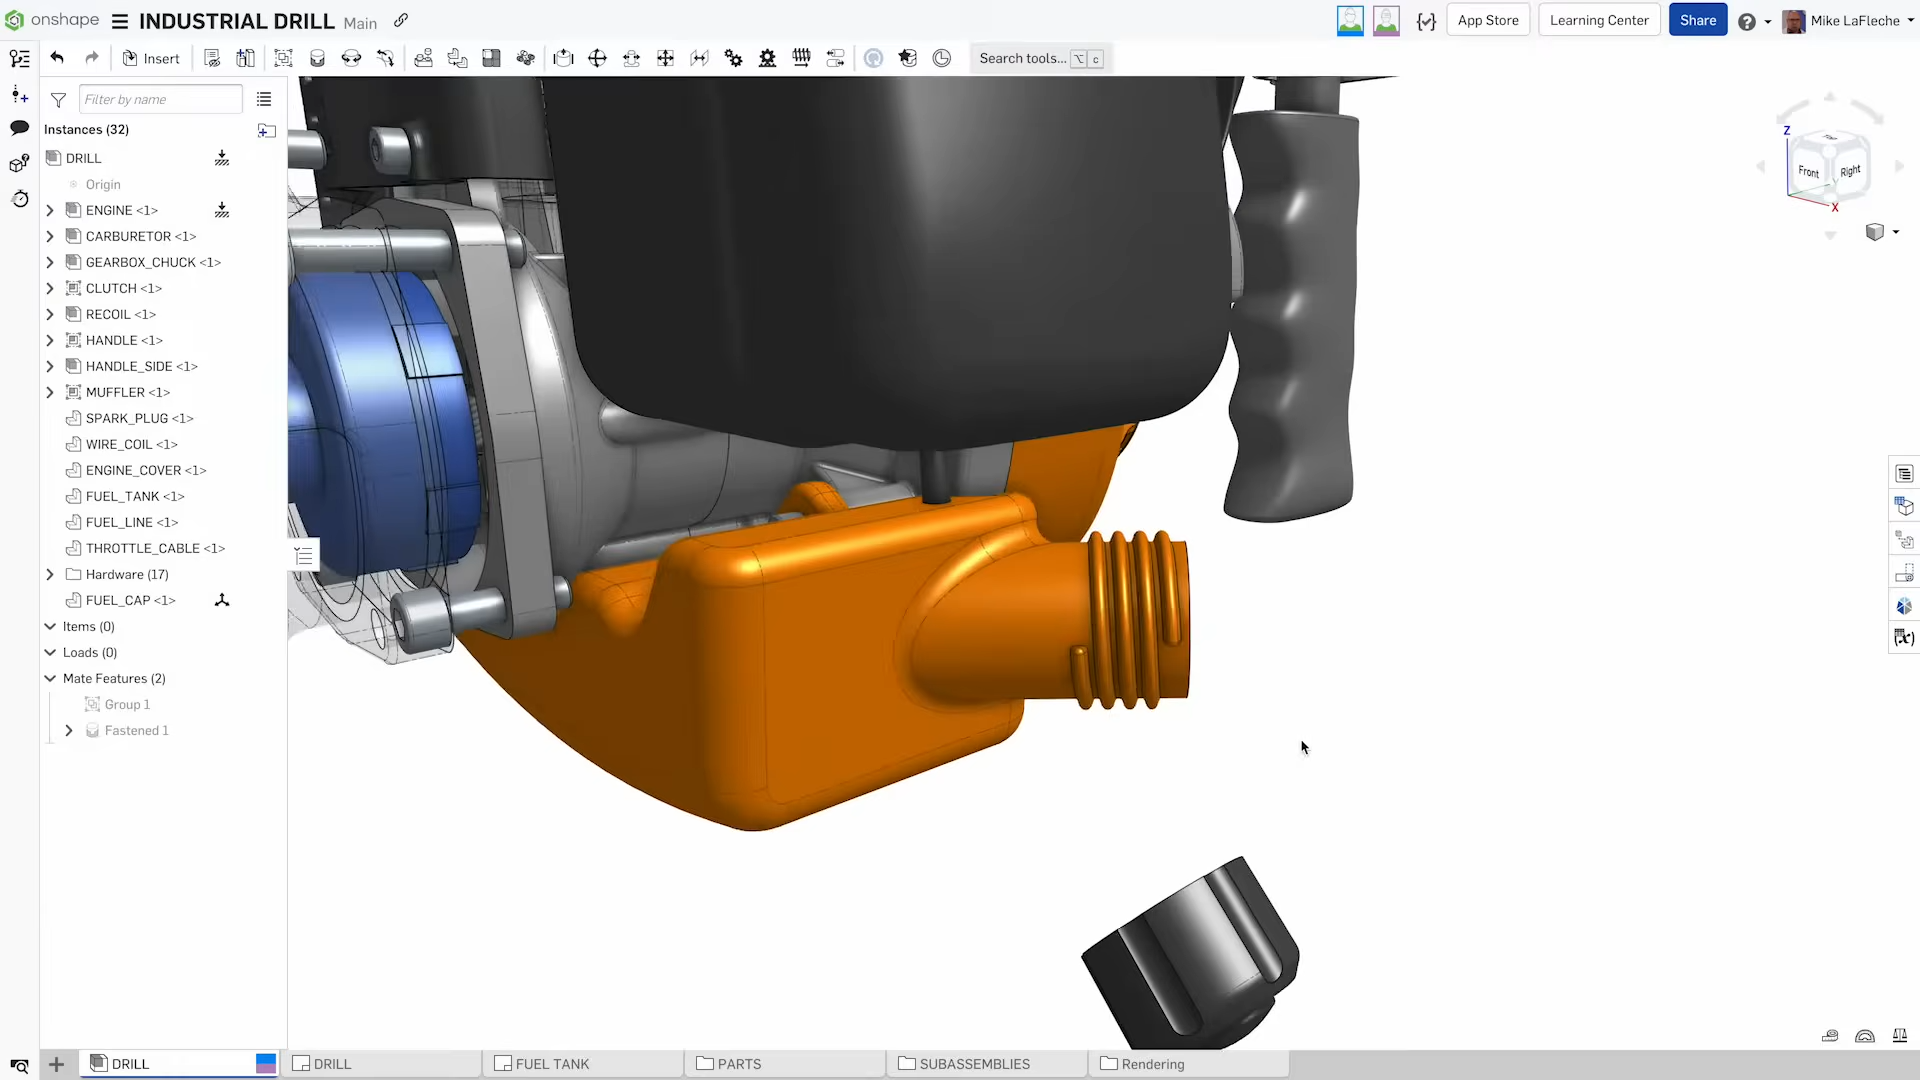 onshape INDUSTRIAL DRILL Main App Store Learning Center Share Mike LaFleche
Insert Search tools... ⌥ c
Filter by name
Instances (32)
DRILL
Origin
ENGINE <1>
CARBURETOR <1>
GEARBOX_CHUCK <1>
CLUTCH <1>
RECOIL <1>
HANDLE <1>
HANDLE_SIDE <1>
MUFFLER <1>
SPARK_PLUG <1>
WIRE_COIL <1>
ENGINE_COVER <1>
FUEL_TANK <1>
FUEL_LINE <1>
THROTTLE_CABLE <1>
Hardware (17)
FUEL_CAP <1>
Items (0)
Loads (0)
Mate Features (2)
Group 1
Fastened 1
Z
Top
Front Right
X
(x)
DRILL DRILL FUEL TANK PARTS SUBASSEMBLIES Rendering